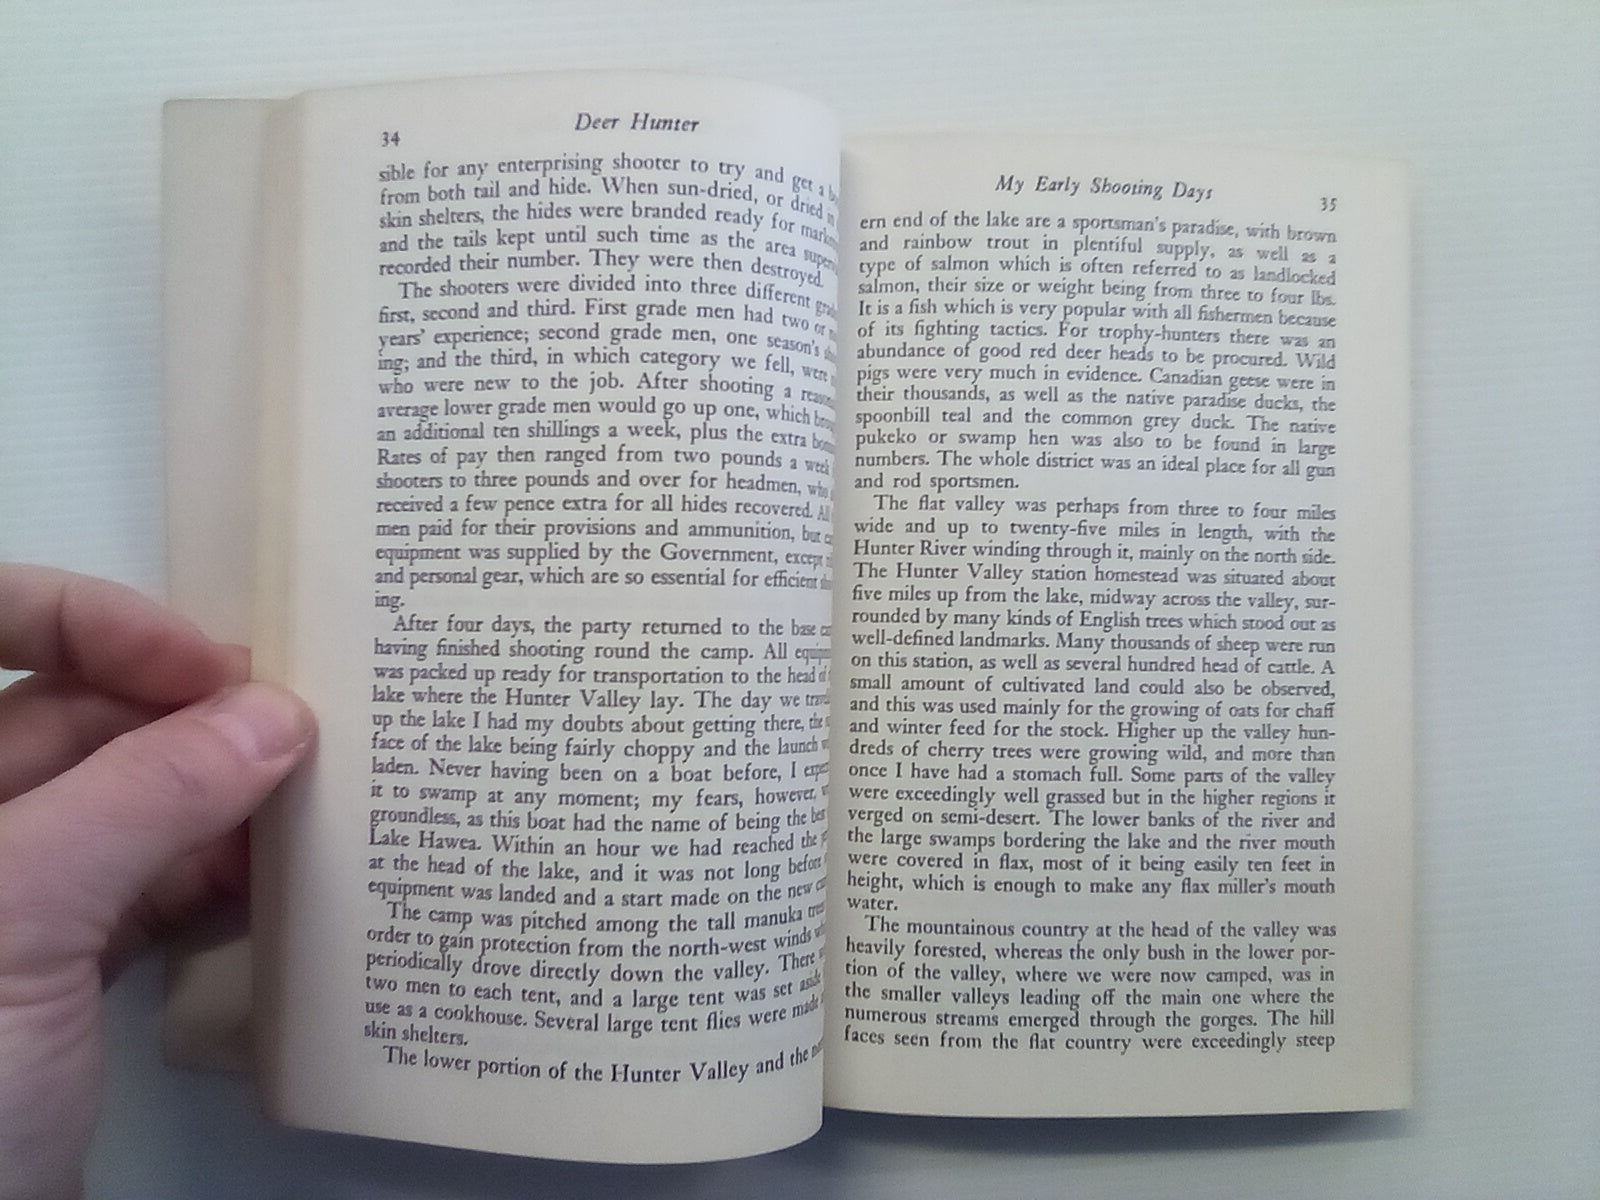 34
Deer Hunter
sible for any enterprising shooter to try and get a
from both tail and hide. When sun-dried, or dried in
skin shelters, the hides were branded ready for
and the tails kept until such time as the area
recorded their number. They were then destroyed.
The shooters were divided into three different
first, second and third. First grade men had two or
years' experience; second grade men, one season's
ing; and the third, in which category we fell, were
who were new to the job. After shooting a
average lower grade men would go up one, which
an additional ten shillings a week, plus the extra
Rates of pay then ranged from two pounds a week
shooters to three pounds and over for headmen, who
received a few pence extra for all hides recovered. All
men paid for their provisions and ammunition, but
equipment was supplied by the Government, except
and personal gear, which are so essential for efficient
ing.
After four days, the party returned to the base
having finished shooting round the camp. All
was packed up ready for transportation to the head of
lake where the Hunter Valley lay. The day we
up the lake I had my doubts about getting there, the
face of the lake being fairly choppy and the launch
laden. Never having been on a boat before, I
it to swamp at any moment; my fears, however,
groundless, as this boat had the name of being the
Lake Hawea. Within an hour we had reached the
at the head of the lake, and it was not long before
equipment was landed and a start made on the new
The camp was pitched among the tall manuka
order to gain protection from the north-west winds
periodically drove directly down the valley. There
two men to each tent, and a large tent was set aside
use as a cookhouse. Several large tent flies were made
skin shelters.
The lower portion of the Hunter Valley and the
My Early Shooting Days
35
ern end of the lake are a sportsman's paradise, with brown
and rainbow trout in plentiful supply, as well as a
type of salmon which is often referred to as landlocked
salmon, their size or weight being from three to four lbs.
It is a fish which is very popular with all fishermen because
of its fighting tactics. For trophy-hunters there was an
abundance of good red deer heads to be procured. Wild
pigs were very much in evidence. Canadian geese were in
their thousands, as well as the native paradise ducks, the
spoonbill teal and the common grey duck. The native
pukeko or swamp hen was also to be found in large
numbers. The whole district was an ideal place for all gun
and rod sportsmen.
The flat valley was perhaps from three to four miles
wide and up to twenty-five miles in length, with the
Hunter River winding through it, mainly on the north side.
The Hunter Valley station homestead was situated about
five miles up from the lake, midway across the valley, sur-
rounded by many kinds of English trees which stood out as
well-defined landmarks. Many thousands of sheep were run
on this station, as well as several hundred head of cattle. A
small amount of cultivated land could also be observed,
and this was used mainly for the growing of oats for chaff
and winter feed for the stock. Higher up the valley hun-
dreds of cherry trees were growing wild, and more than
once I have had a stomach full. Some parts of the valley
were exceedingly well grassed but in the higher regions it
verged on semi-desert. The lower banks of the river and
the large swamps bordering the lake and the river mouth
were covered in flax, most of it being easily ten feet in
height, which is enough to make any flax miller's mouth
water.
The mountainous country at the head of the valley was
heavily forested, whereas the only bush in the lower por-
tion of the valley, where we were now camped, was in
the smaller valleys leading off the main one where the
numerous streams emerged through the gorges. The hill
faces seen from the flat country were exceedingly steep